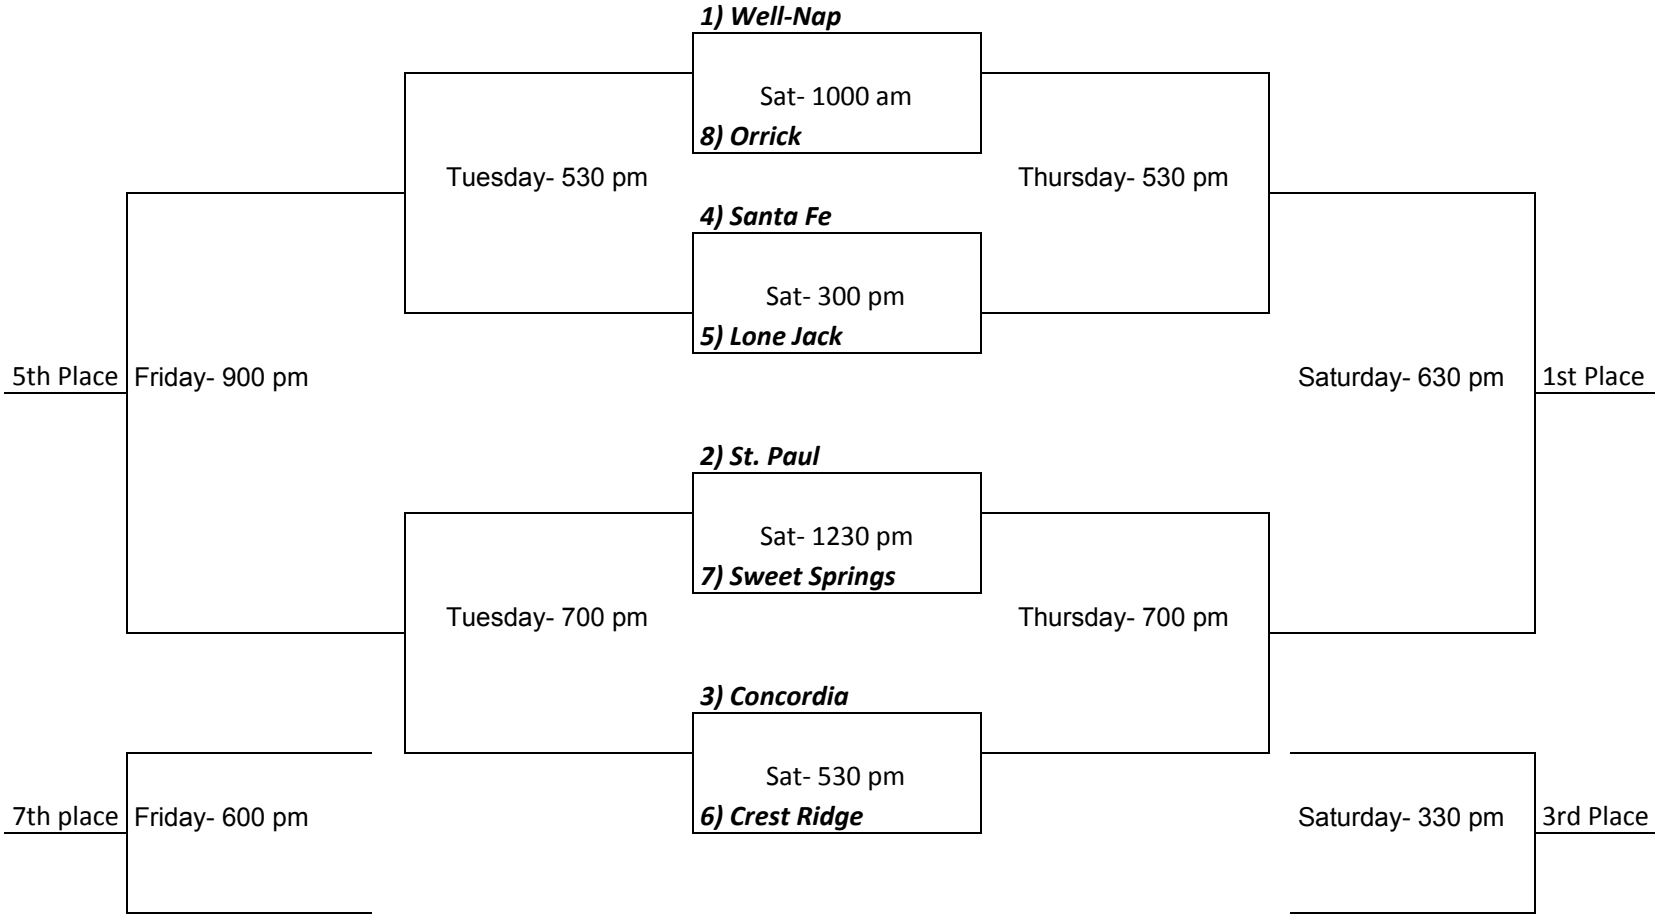 1) Well-Nap
Sat- 1000 am
8) Orrick
Tuesday- 530 pm
Thursday- 530 pm
4) Santa Fe
Sat- 300 pm
5) Lone Jack
5th Place
Friday- 900 pm
Saturday- 630 pm
1st Place
2) St. Paul
Sat- 1230 pm
7) Sweet Springs
Tuesday- 700 pm
Thursday- 700 pm
3) Concordia
Sat- 530 pm
6) Crest Ridge
7th place
Friday- 600 pm
Saturday- 330 pm
3rd Place